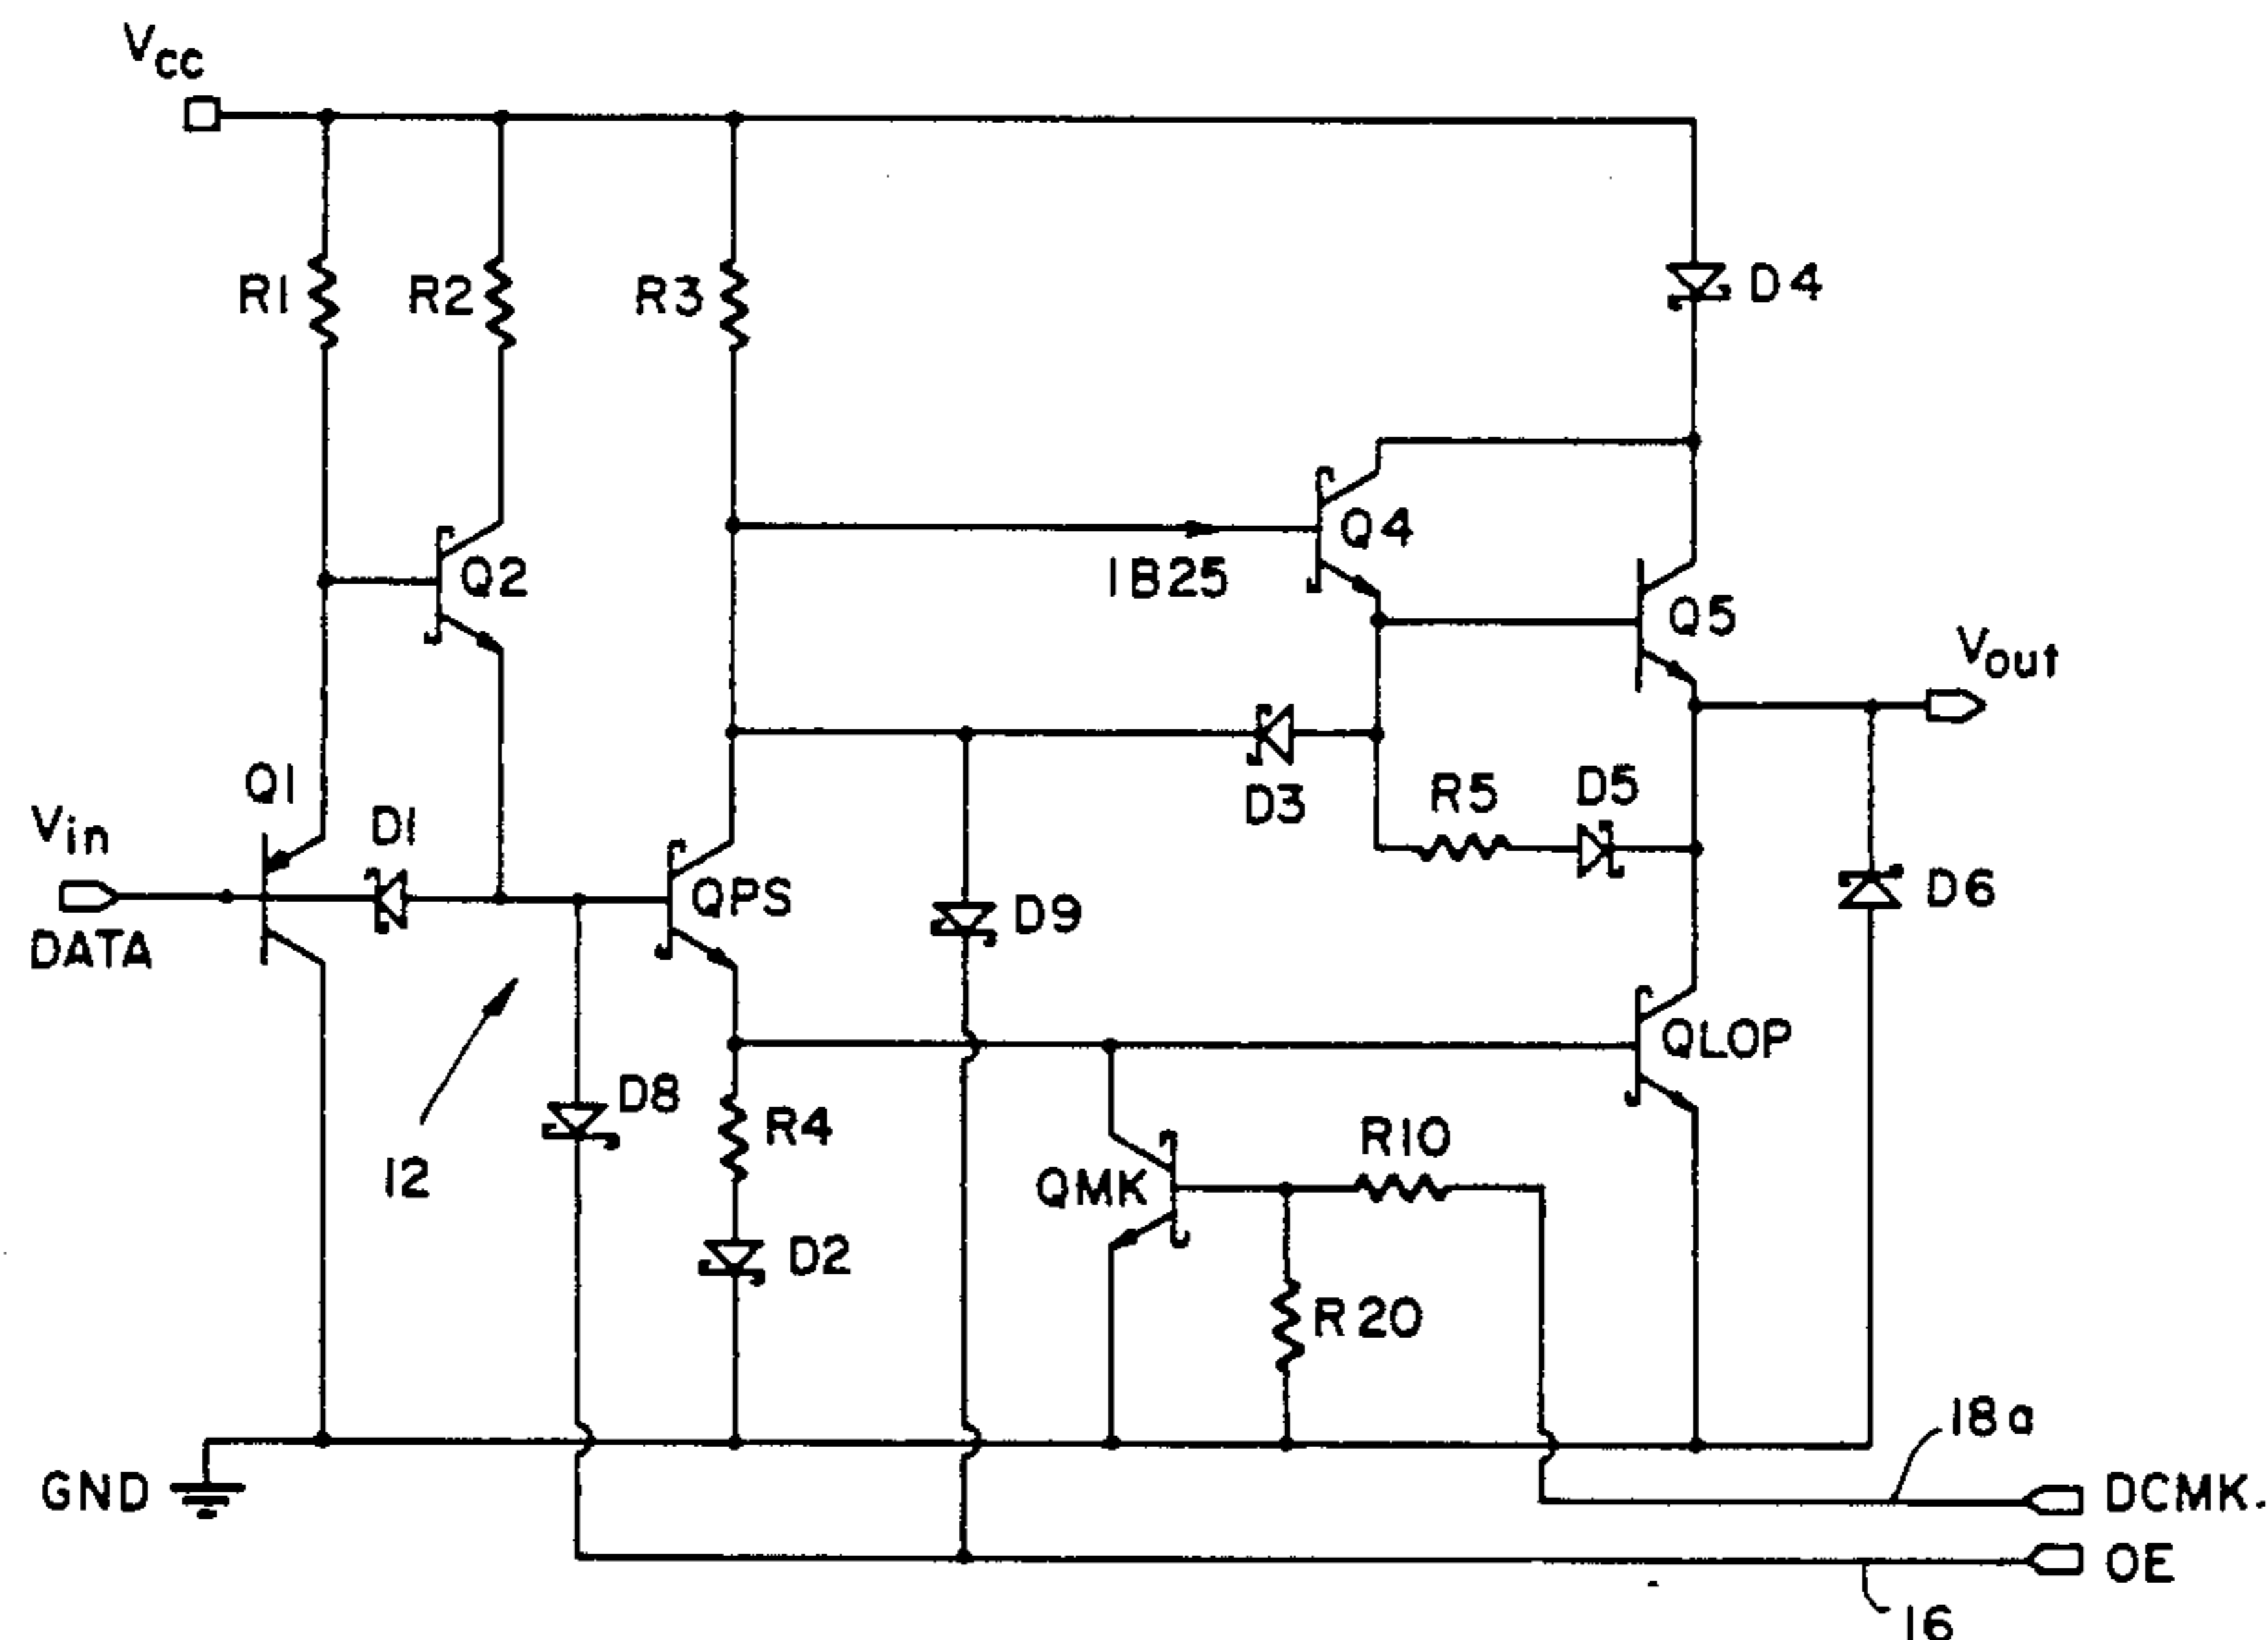 Vcc
R1
R2
R3
D4
Q4
Q2
IB25
Q5
Vout
Q1
D1
Vin
R5
D5
D3
DATA
QPS
D9
D6
QLOP
D8
R4
R10
12
QMK
D2
R20
18a
GND
DCMK.
OE
16